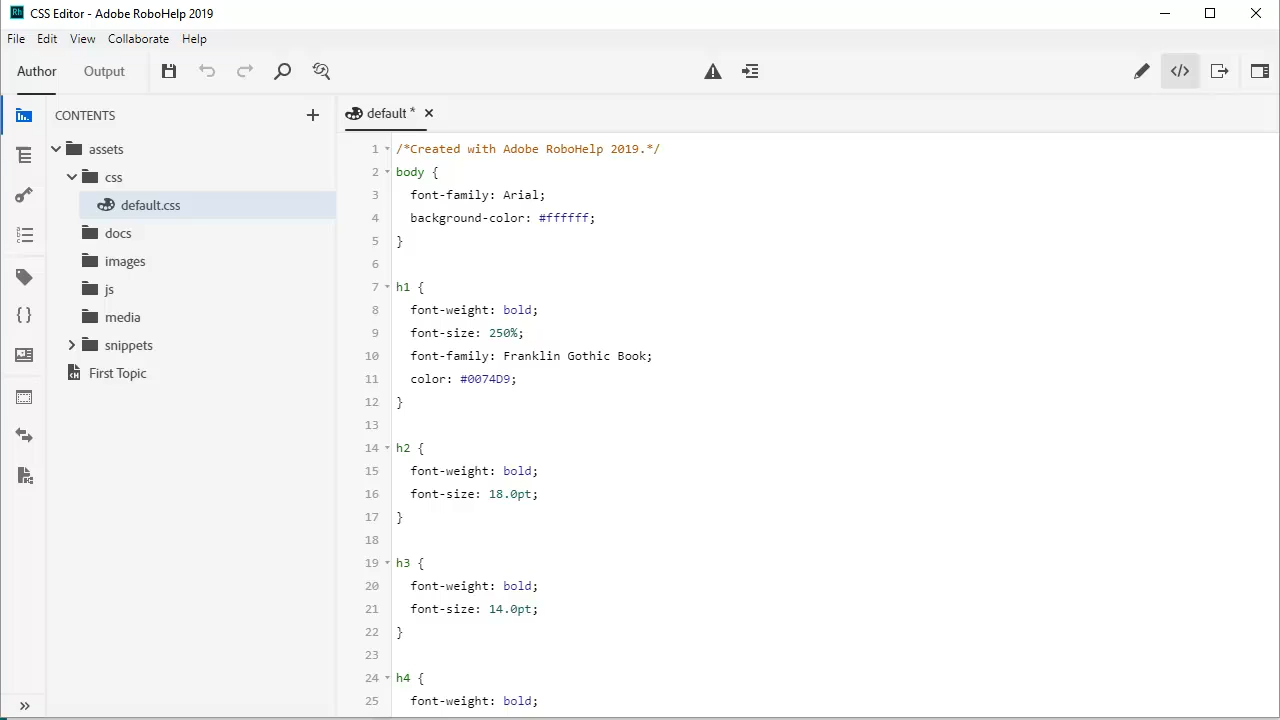 Rh CSS Editor - Adobe RoboHelp 2019
File Edit View Collaborate Help
Author Output
CONTENTS
assets
css
default.css
docs
images
js
media
snippets
First Topic
default *
1 /*Created with Adobe RoboHelp 2019.*/
2 body {
3 font-family: Arial;
4 background-color: #ffffff;
5 }
6
7 h1 {
8 font-weight: bold;
9 font-size: 250%;
10 font-family: Franklin Gothic Book;
11 color: #0074D9;
12 }
13
14 h2 {
15 font-weight: bold;
16 font-size: 18.0pt;
17 }
18
19 h3 {
20 font-weight: bold;
21 font-size: 14.0pt;
22 }
23
24 h4 {
25 font-weight: bold;